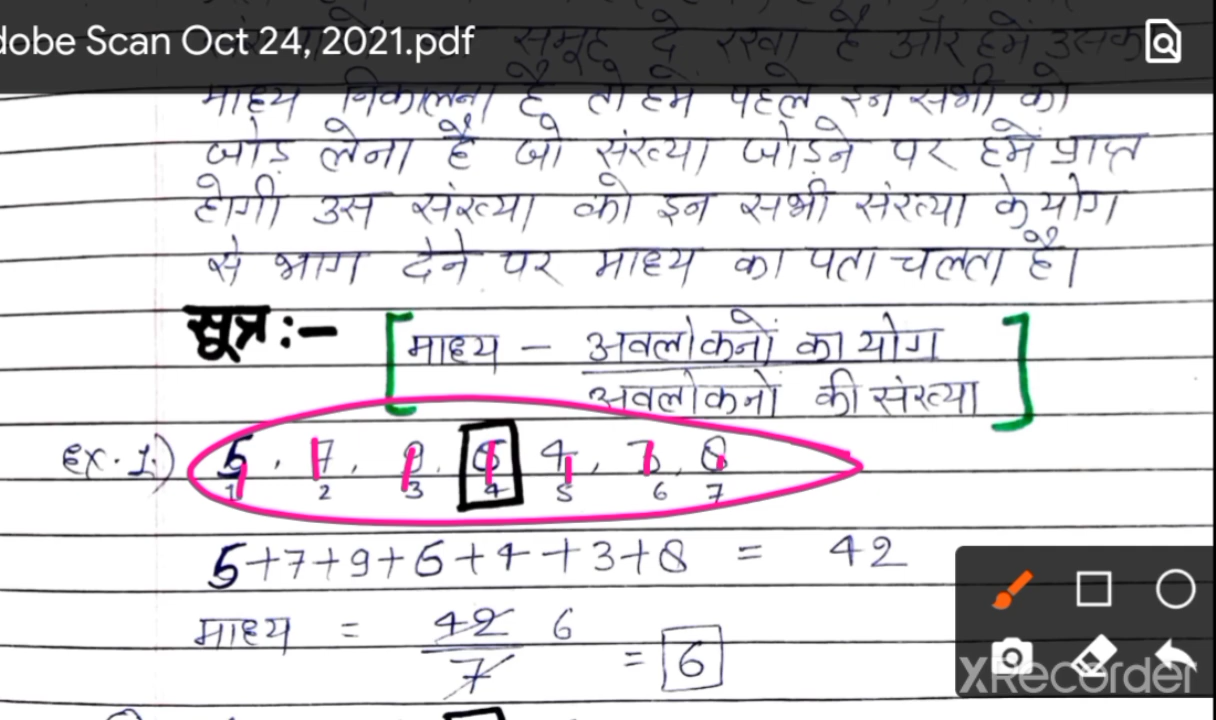 dobe Scan Oct 24, 2021.pdf
समूह दे रखा है और हमें उसका
माध्य निकालना है तो हमें पहले इन सभी को
जोड़ लेना है जो संख्या जोड़ने पर हमें प्राप्त
होगी उस संख्या को इन सभी संख्या के योग
से भाग देने पर माध्य का पता चलता है।
सूत्र :-
माध्य - अवलोकनों का योग
अवलोकनों की संख्या
Ex. 1.) 5, 7, 9, 6, 4, 3, 8
1 2 3 4 5 6 7
5+7+9+6+4+3+8 = 42
माध्य = 42 6
7 = 6
XRecorder